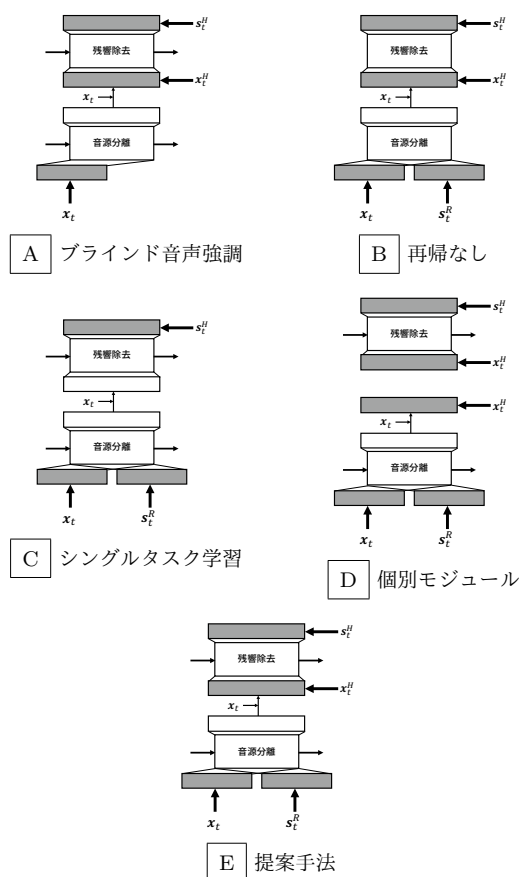 s_t^H
残響除去
x_t^H
x_t
音源分離
x_t
A ブラインド音声強調
s_t^H
残響除去
x_t^H
x_t
音源分離
x_t s_t^R
B 再帰なし
s_t^H
残響除去
x_t
音源分離
x_t s_t^R
C シングルタスク学習
s_t^H
残響除去
x_t^H
x_t^H
x_t
音源分離
x_t s_t^R
D 個別モジュール
s_t^H
残響除去
x_t^H
x_t
音源分離
x_t s_t^R
E 提案手法